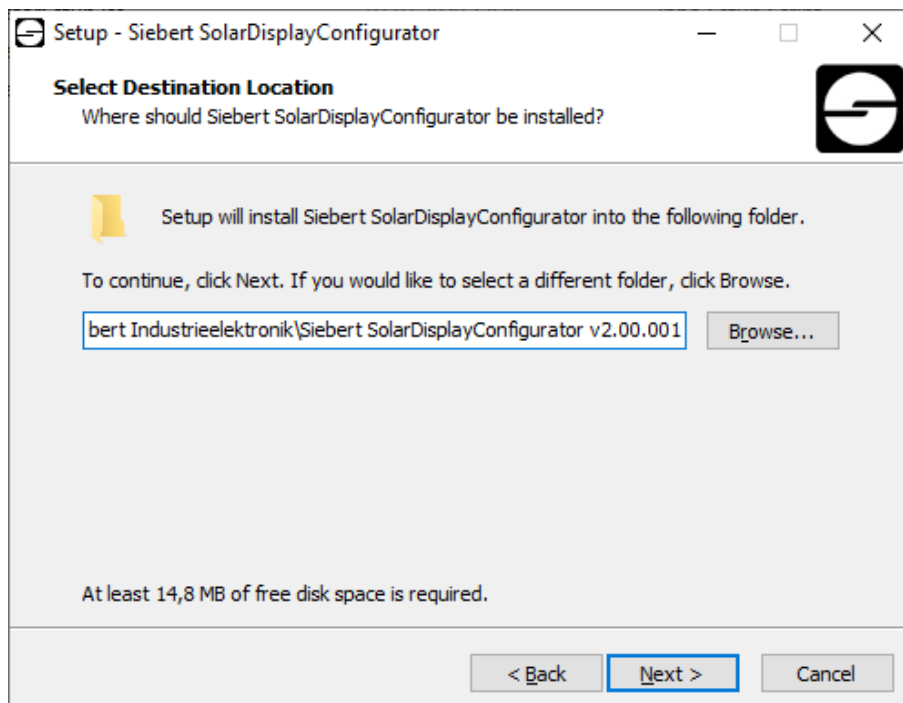 Setup - Siebert SolarDisplayConfigurator
Select Destination Location
Where should Siebert SolarDisplayConfigurator be installed?
Setup will install Siebert SolarDisplayConfigurator into the following folder.
To continue, click Next. If you would like to select a different folder, click Browse.
bert Industrieelektronik\Siebert SolarDisplayConfigurator v2.00.001
Browse...
At least 14,8 MB of free disk space is required.
< Back
Next >
Cancel